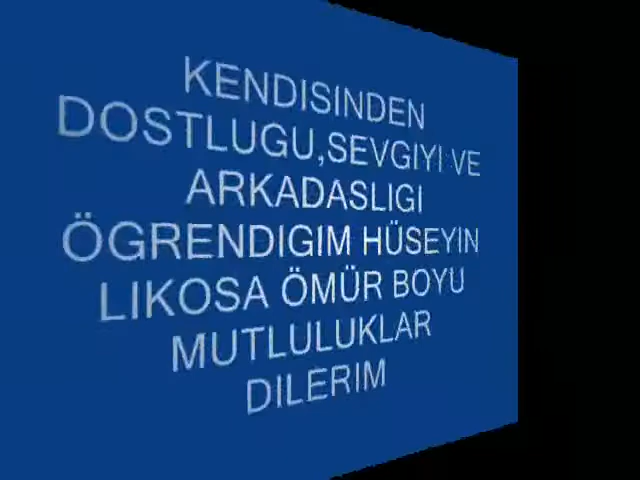 KENDISINDEN
DOSTLUGU,SEVGIYI VE
ARKADASLIGI
ÖGRENDIGIM HÜSEYIN
LIKOSA ÖMÜR BOYU
MUTLULUKLAR
DILERIM